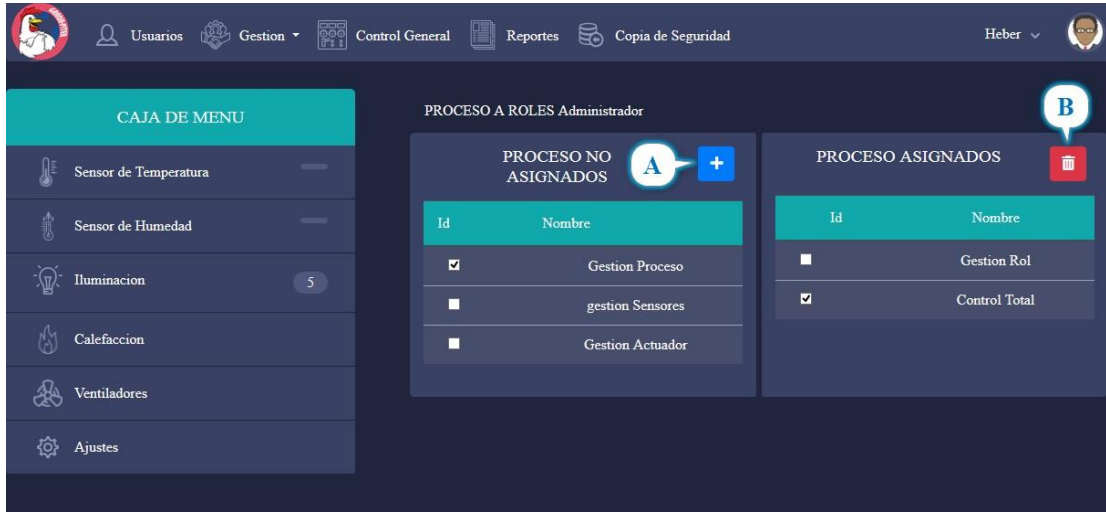 Usuarios Gestion Control General Reportes Copia de Seguridad Heber
CAJA DE MENU
Sensor de Temperatura
Sensor de Humedad
Iluminacion 5
Calefaccion
Ventiladores
Ajustes
PROCESO A ROLES Administrador
PROCESO NO
ASIGNADOS
A
+
Id Nombre
Gestion Proceso
gestion Sensores
Gestion Actuador
B
PROCESO ASIGNADOS
Id Nombre
Gestion Rol
Control Total